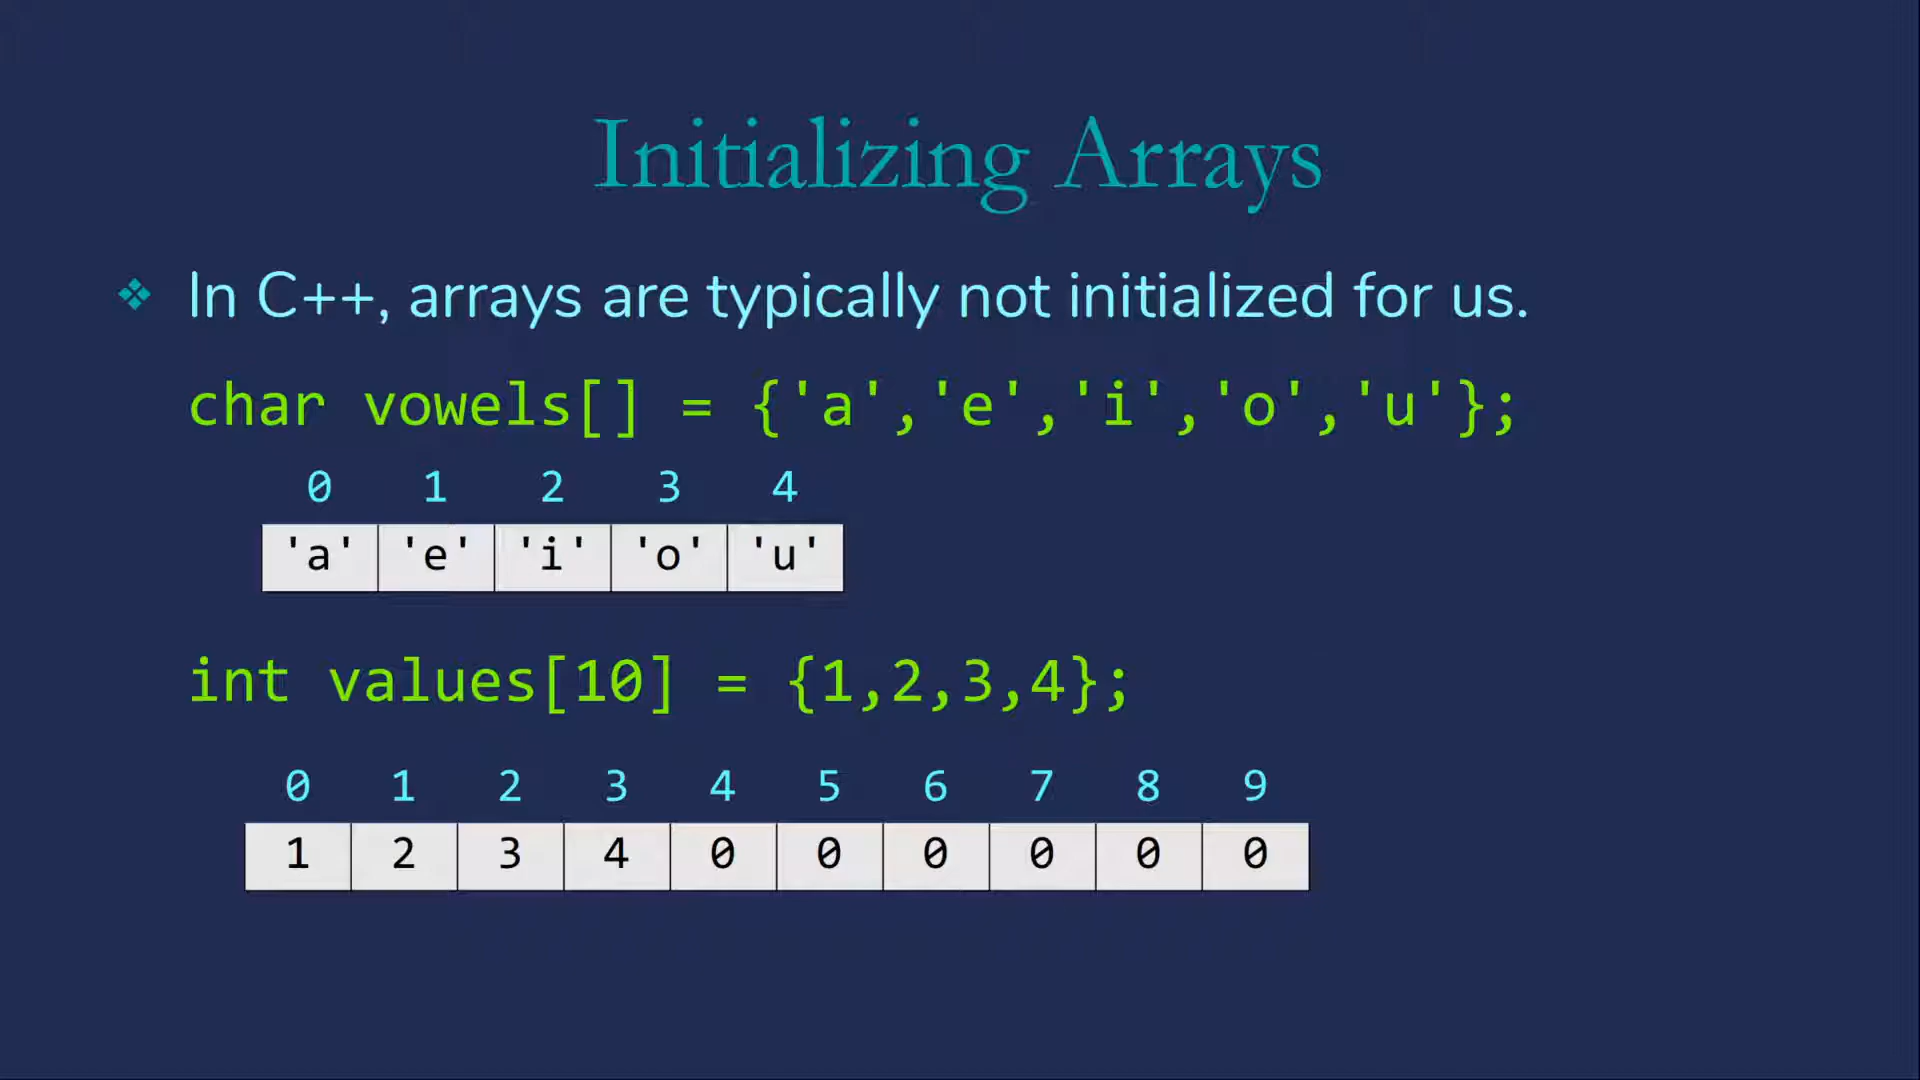 Initializing Arrays
In C++, arrays are typically not initialized for us.
char vowels[] = {'a','e','i','o','u'};
0 1 2 3 4
'a' 'e' 'i' 'o' 'u'
int values[10] = {1,2,3,4};
0 1 2 3 4 5 6 7 8 9
1 2 3 4 0 0 0 0 0 0